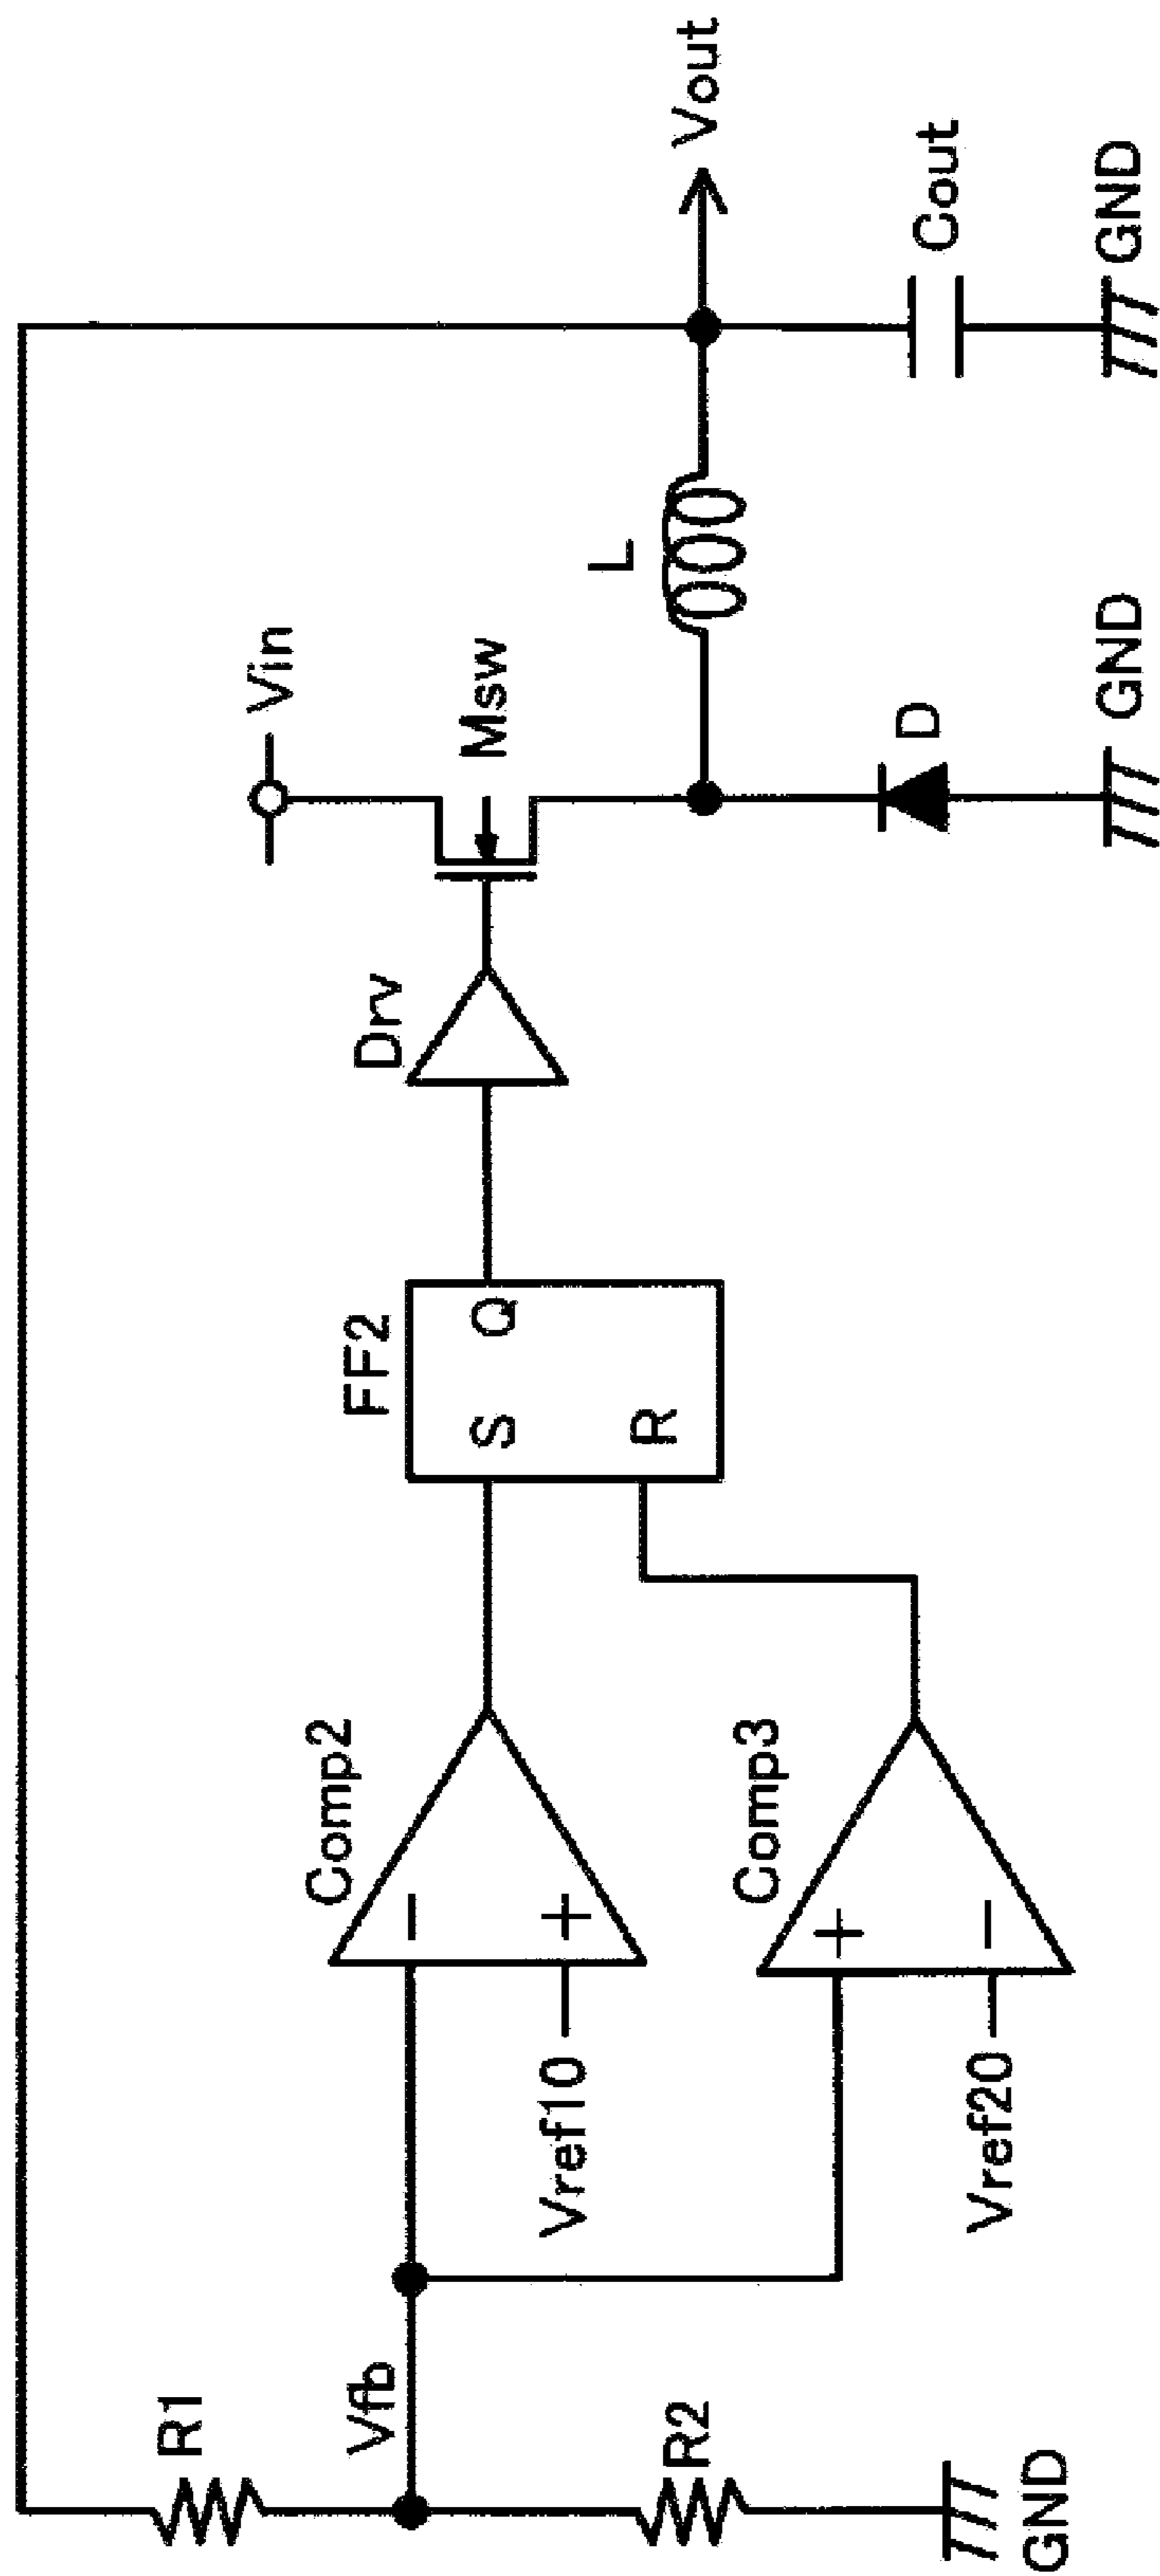 Vin
R1
Comp2
FF2
Drv
Msw
L
Vfb
−
S
Q
Vout
Vref10
+
R
R2
Comp3
D
Cout
+
Vref20
−
GND
GND
GND